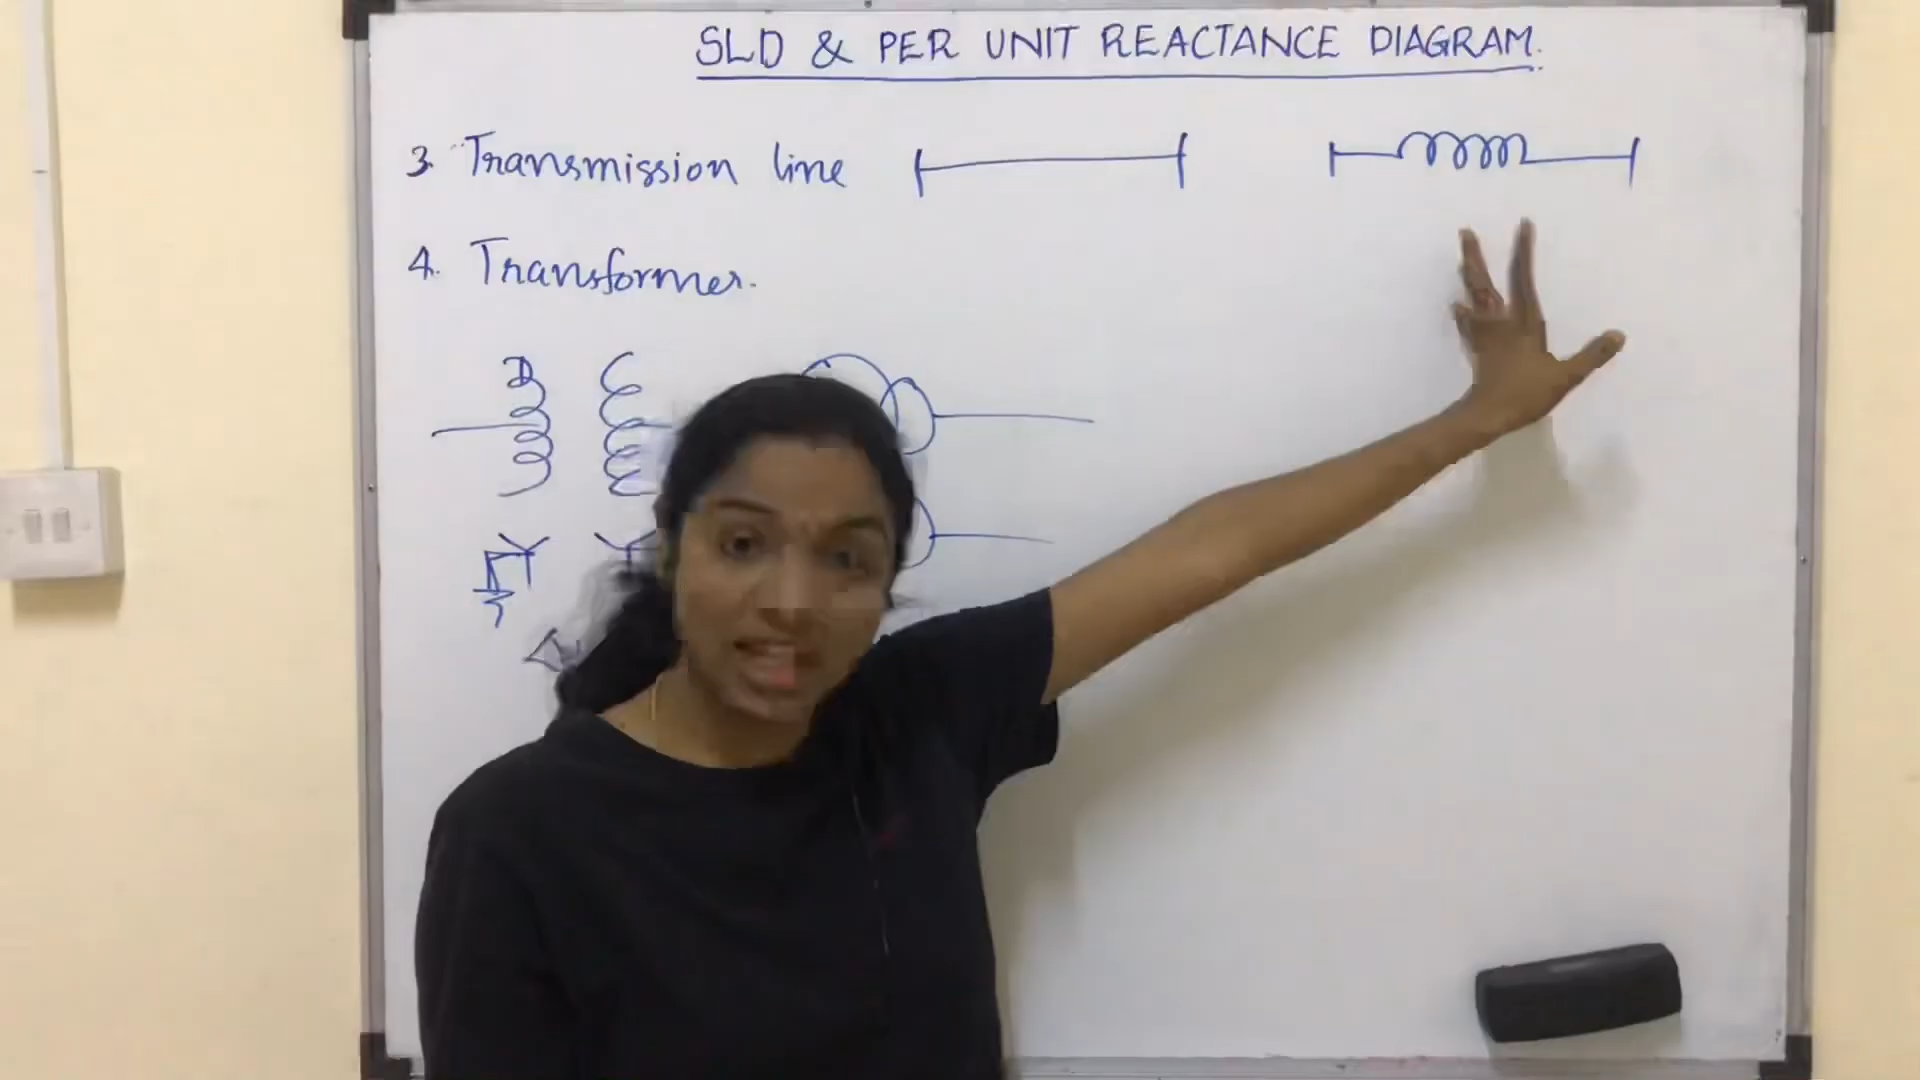 SLD & PER UNIT REACTANCE DIAGRAM.
3. Transmission line
4. Transformer.